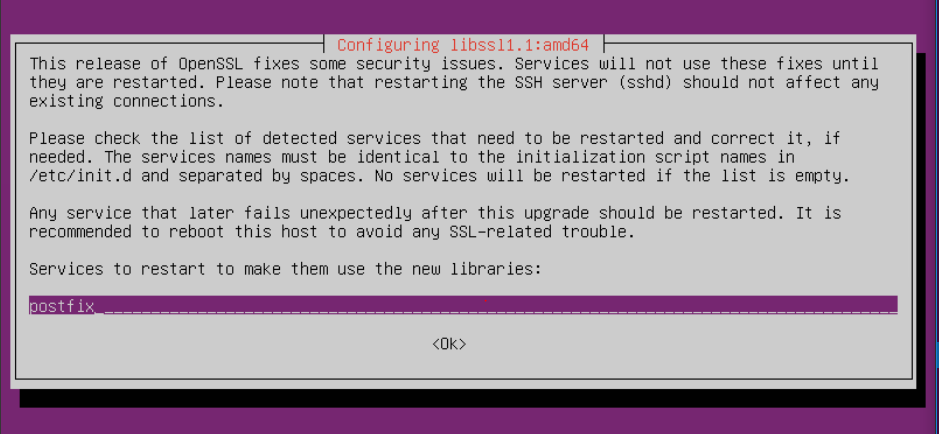 Configuring libssl1.1:amd64
This release of OpenSSL fixes some security issues. Services will not use these fixes until
they are restarted. Please note that restarting the SSH server (sshd) should not affect any
existing connections.
Please check the list of detected services that need to be restarted and correct it, if
needed. The services names must be identical to the initialization script names in
/etc/init.d and separated by spaces. No services will be restarted if the list is empty.
Any service that later fails unexpectedly after this upgrade should be restarted. It is
recommended to reboot this host to avoid any SSL-related trouble.
Services to restart to make them use the new libraries:
postfix
<Ok>